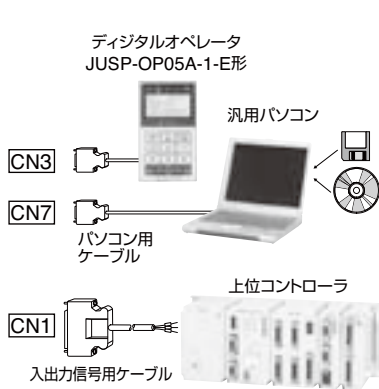 ディジタルオペレータ
JUSP-OP05A-1-E形
汎用パソコン
CN3
CN7
パソコン用
ケーブル
上位コントローラ
CN1
入出力信号用ケーブル